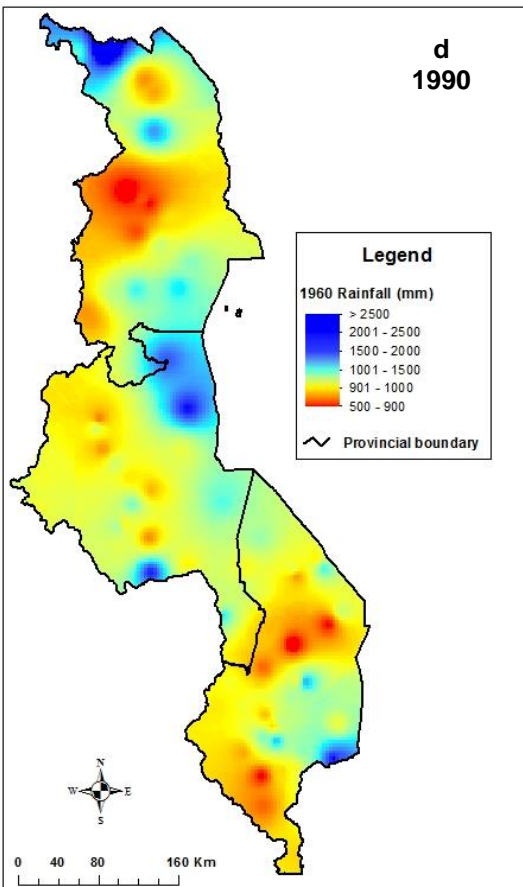 d
1990
Legend
1960 Rainfall (mm)
> 2500
2001 - 2500
1500 - 2000
1001 - 1500
901 - 1000
500 - 900
Provincial boundary
N
W E
S
0 40 80 160 Km